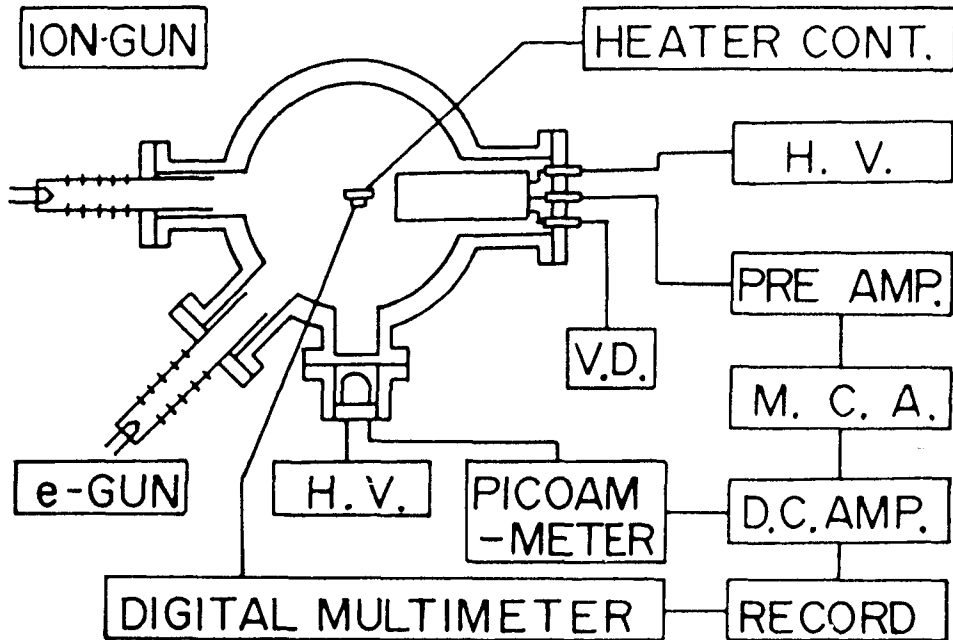 ION-GUN
HEATER CONT.
H. V.
PRE AMP.
V.D.
M. C. A.
e-GUN
H. V.
PICOAM
-METER
D.C. AMP.
DIGITAL MULTIMETER
RECORD